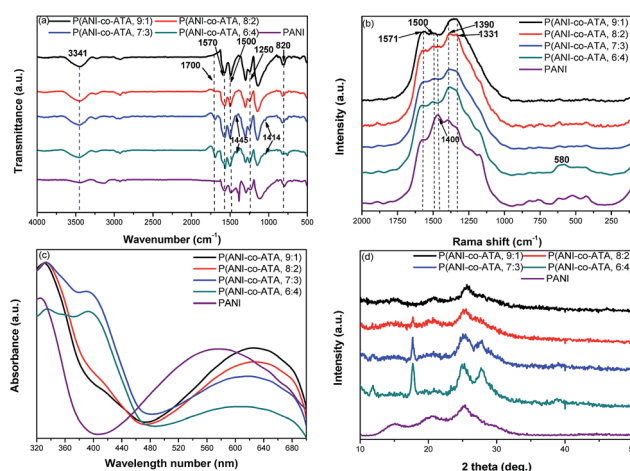 (a)
P(ANI-co-ATA, 9:1)
P(ANI-co-ATA, 8:2)
P(ANI-co-ATA, 7:3)
P(ANI-co-ATA, 6:4)
PANI
3341
1700
1570
1500
1250
820
1445
1414
Transmittance (a.u.)
4000 3500 3000 2500 2000 1500 1000 500
Wavenumber (cm-1)
(b)
P(ANI-co-ATA, 9:1)
P(ANI-co-ATA, 8:2)
P(ANI-co-ATA, 7:3)
P(ANI-co-ATA, 6:4)
PANI
1571
1500
1390
1331
1400
580
Intensity (a.u.)
2000 1750 1500 1250 1000 750 500 250
Rama shift (cm-1)
(c)
P(ANI-co-ATA, 9:1)
P(ANI-co-ATA, 8:2)
P(ANI-co-ATA, 7:3)
P(ANI-co-ATA, 6:4)
PANI
Absorbance (a.u.)
320 360 400 440 480 520 560 600 640 680
Wavelength number (nm)
(d)
P(ANI-co-ATA, 9:1)
P(ANI-co-ATA, 8:2)
P(ANI-co-ATA, 7:3)
P(ANI-co-ATA, 6:4)
PANI
Intensity (a.u.)
10 20 30 40
2 theta (deg.)